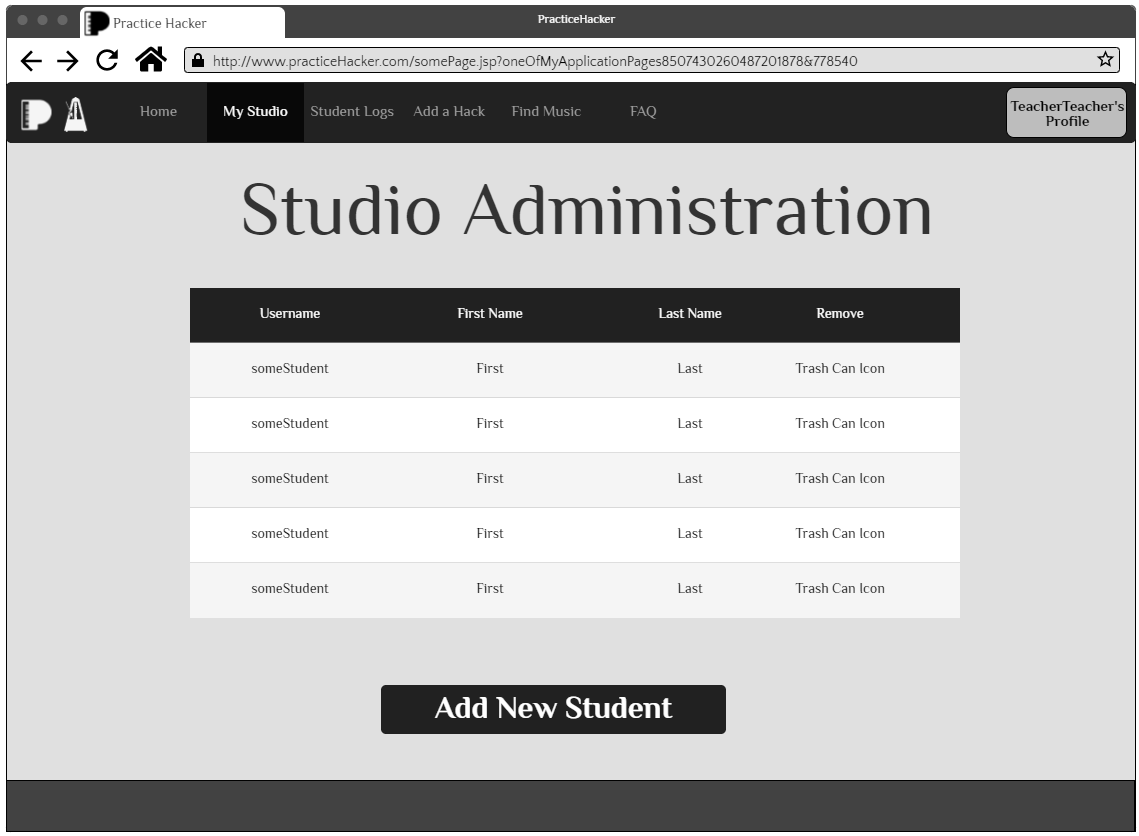 PracticeHacker
Practice Hacker
http://www.practiceHacker.com/somePage.jsp?oneOfMyApplicationPages8507430260487201878&778540
Home My Studio Student Logs Add a Hack Find Music FAQ
TeacherTeacher's
Profile
Studio Administration
Username First Name Last Name Remove
someStudent First Last Trash Can Icon
someStudent First Last Trash Can Icon
someStudent First Last Trash Can Icon
someStudent First Last Trash Can Icon
someStudent First Last Trash Can Icon
Add New Student